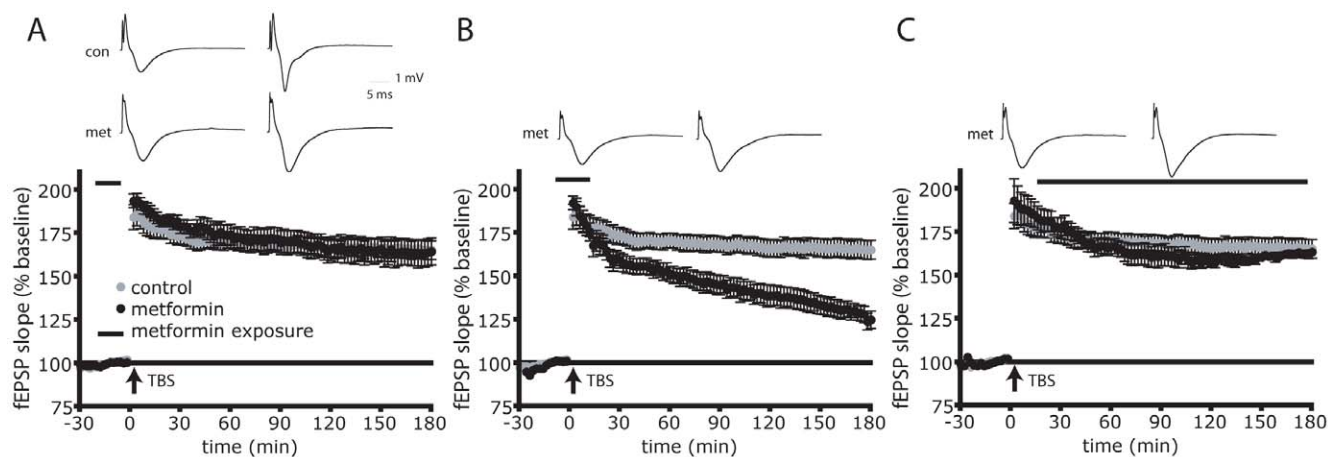 A
con
1 mV
5 ms
met
fEPSP slope (% baseline)
200
175
150
125
100
75
control
metformin
metformin exposure
TBS
-30 0 30 60 90 120 150 180
time (min)
B
met
fEPSP slope (% baseline)
200
175
150
125
100
75
TBS
-30 0 30 60 90 120 150 180
time (min)
C
met
fEPSP slope (% baseline)
200
175
150
125
100
75
TBS
-30 0 30 60 90 120 150 180
time (min)